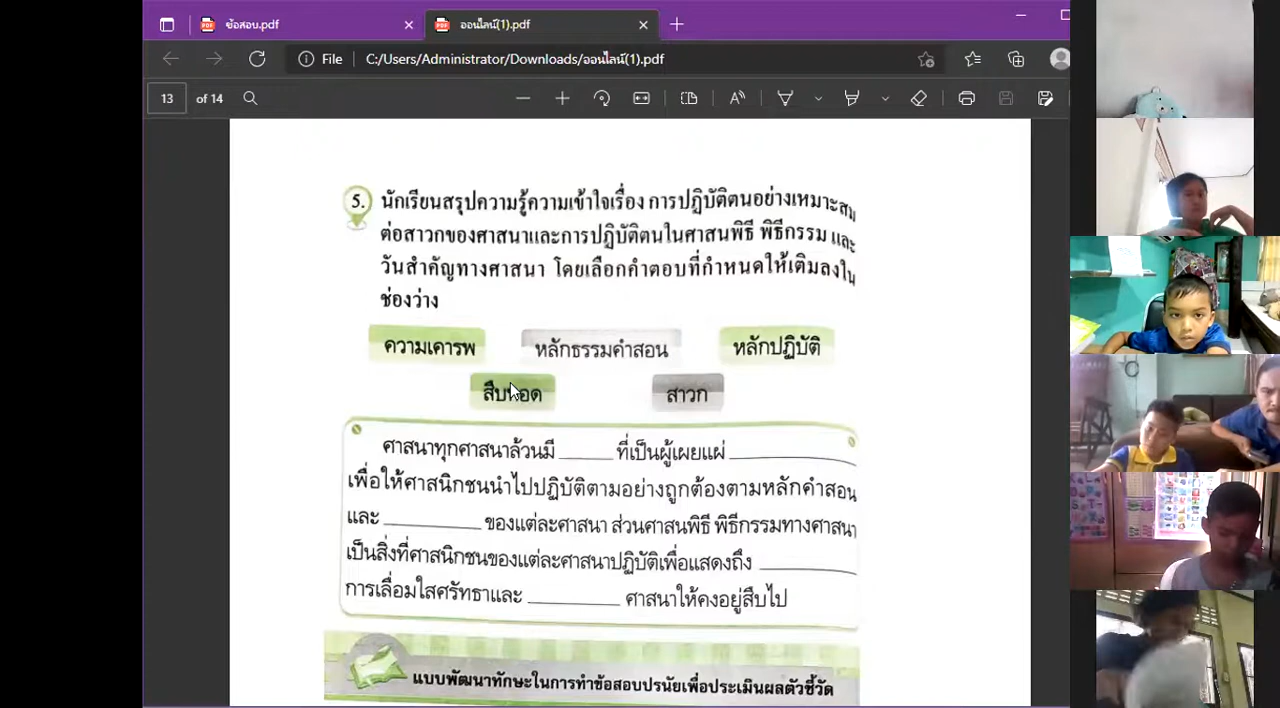 ข้อสอบ.pdf
ออนไลน์(1).pdf
File C:/Users/Administrator/Downloads/ออนไลน์(1).pdf
13 of 14
5. นักเรียนสรุปความรู้ความเข้าใจเรื่อง การปฏิบัติตนอย่างเหมาะสม
ต่อสาวกของศาสนาและการปฏิบัติตนในศาสนพิธี พิธีกรรม และ
วันสำคัญทางศาสนา โดยเลือกคำตอบที่กำหนดให้เติมลงใน
ช่องว่าง
ความเคารพ หลักธรรมคำสอน หลักปฏิบัติ
สืบทอด สาวก
ศาสนาทุกศาสนาล้วนมี ______ ที่เป็นผู้เผยแผ่ ______
เพื่อให้ศาสนิกชนนำไปปฏิบัติตามอย่างถูกต้องตามหลักคำสอน
และ ______ ของแต่ละศาสนา ส่วนศาสนพิธี พิธีกรรมทางศาสนา
เป็นสิ่งที่ศาสนิกชนของแต่ละศาสนาปฏิบัติเพื่อแสดงถึง ______
การเลื่อมใสศรัทธาและ ______ ศาสนาให้คงอยู่สืบไป
แบบพัฒนาทักษะในการทำข้อสอบปรนัยเพื่อประเมินผลตัวชี้วัด